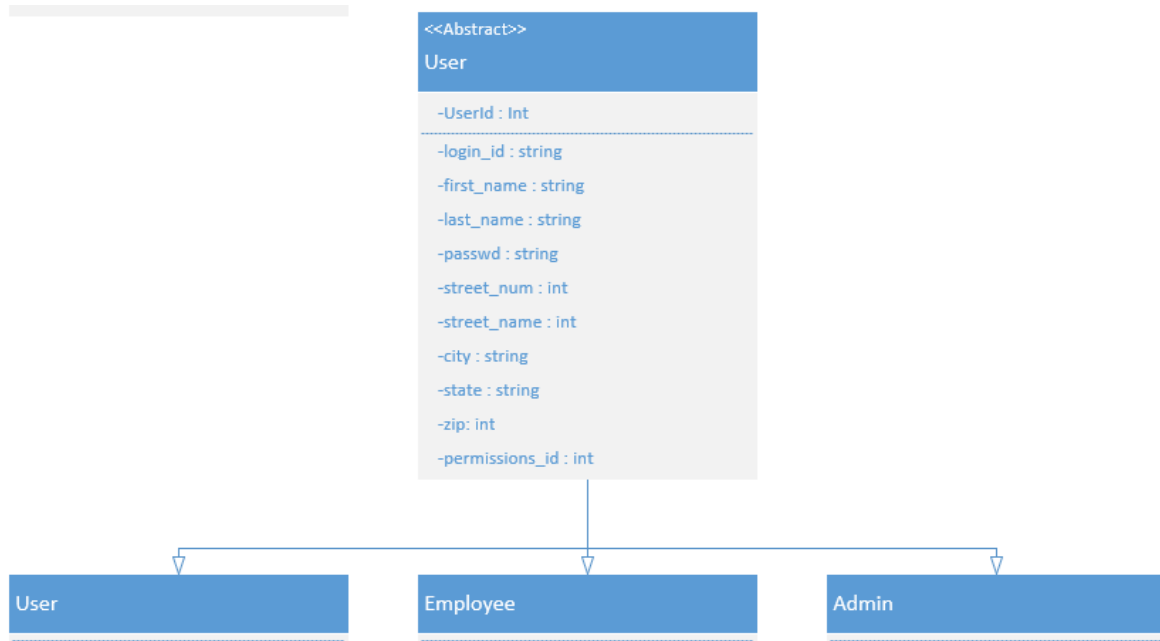 <<Abstract>>
User
-UserId : Int
-login_id : string
-first_name : string
-last_name : string
-passwd : string
-street_num : int
-street_name : int
-city : string
-state : string
-zip: int
-permissions_id : int
User
Employee
Admin